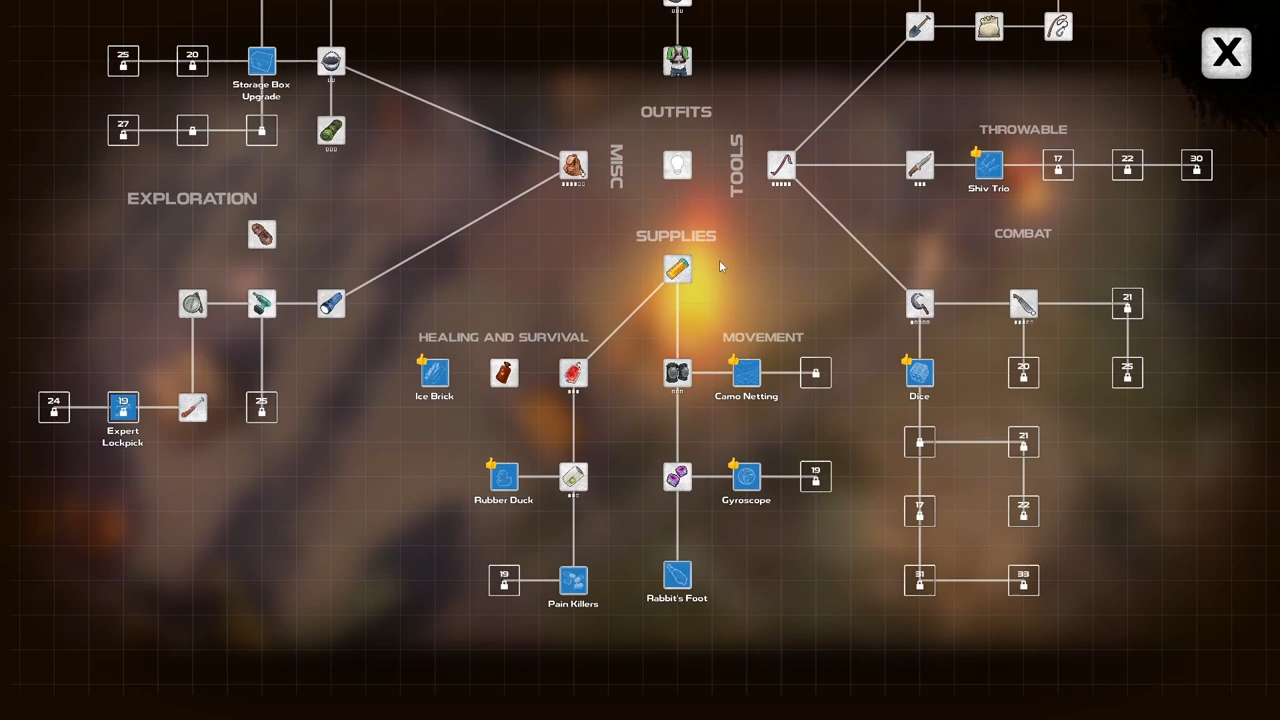 25
20
Storage Box
Upgrade
27
OUTFITS
MISC
TOOLS
THROWABLE
17
22
30
Shiv Trio
EXPLORATION
SUPPLIES
COMBAT
21
HEALING AND SURVIVAL
MOVEMENT
Ice Brick
Camo Netting
Dice
20
25
24
19
Expert
Lockpick
25
21
Rubber Duck
Gyroscope
19
17
22
19
Pain Killers
Rabbit's Foot
31
33
X